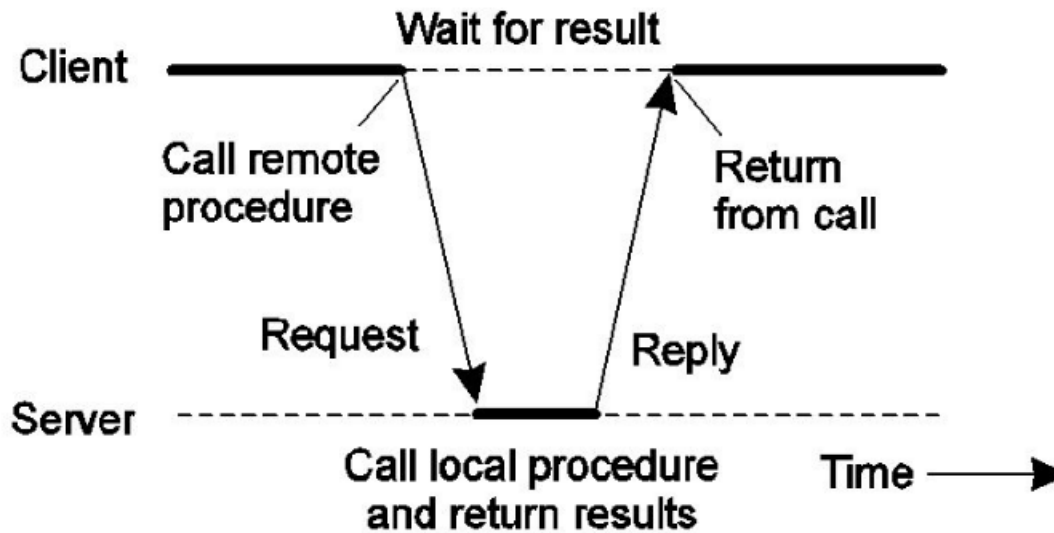 Wait for result
Client
Call remote
procedure
Return
from call
Request
Reply
Server
Call local procedure
and return results
Time